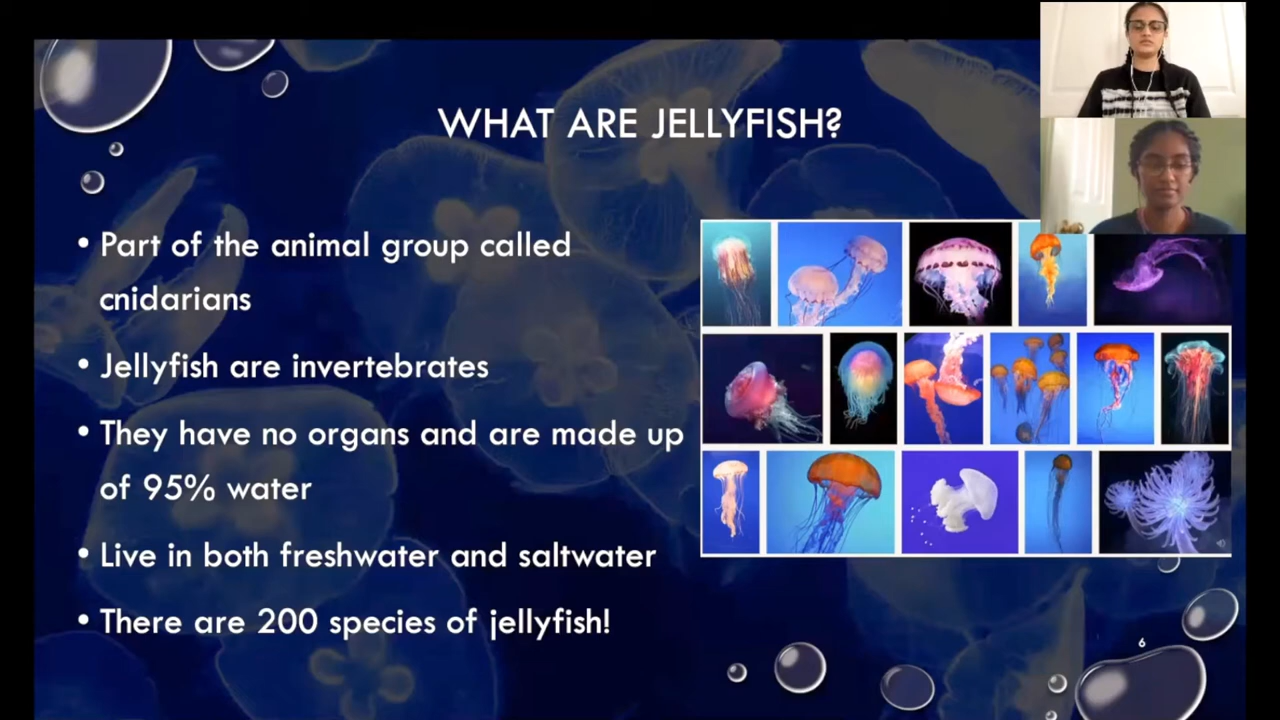 WHAT ARE JELLYFISH?
• Part of the animal group called
cnidarians
• Jellyfish are invertebrates
• They have no organs and are made up
of 95% water
• Live in both freshwater and saltwater
• There are 200 species of jellyfish!
6